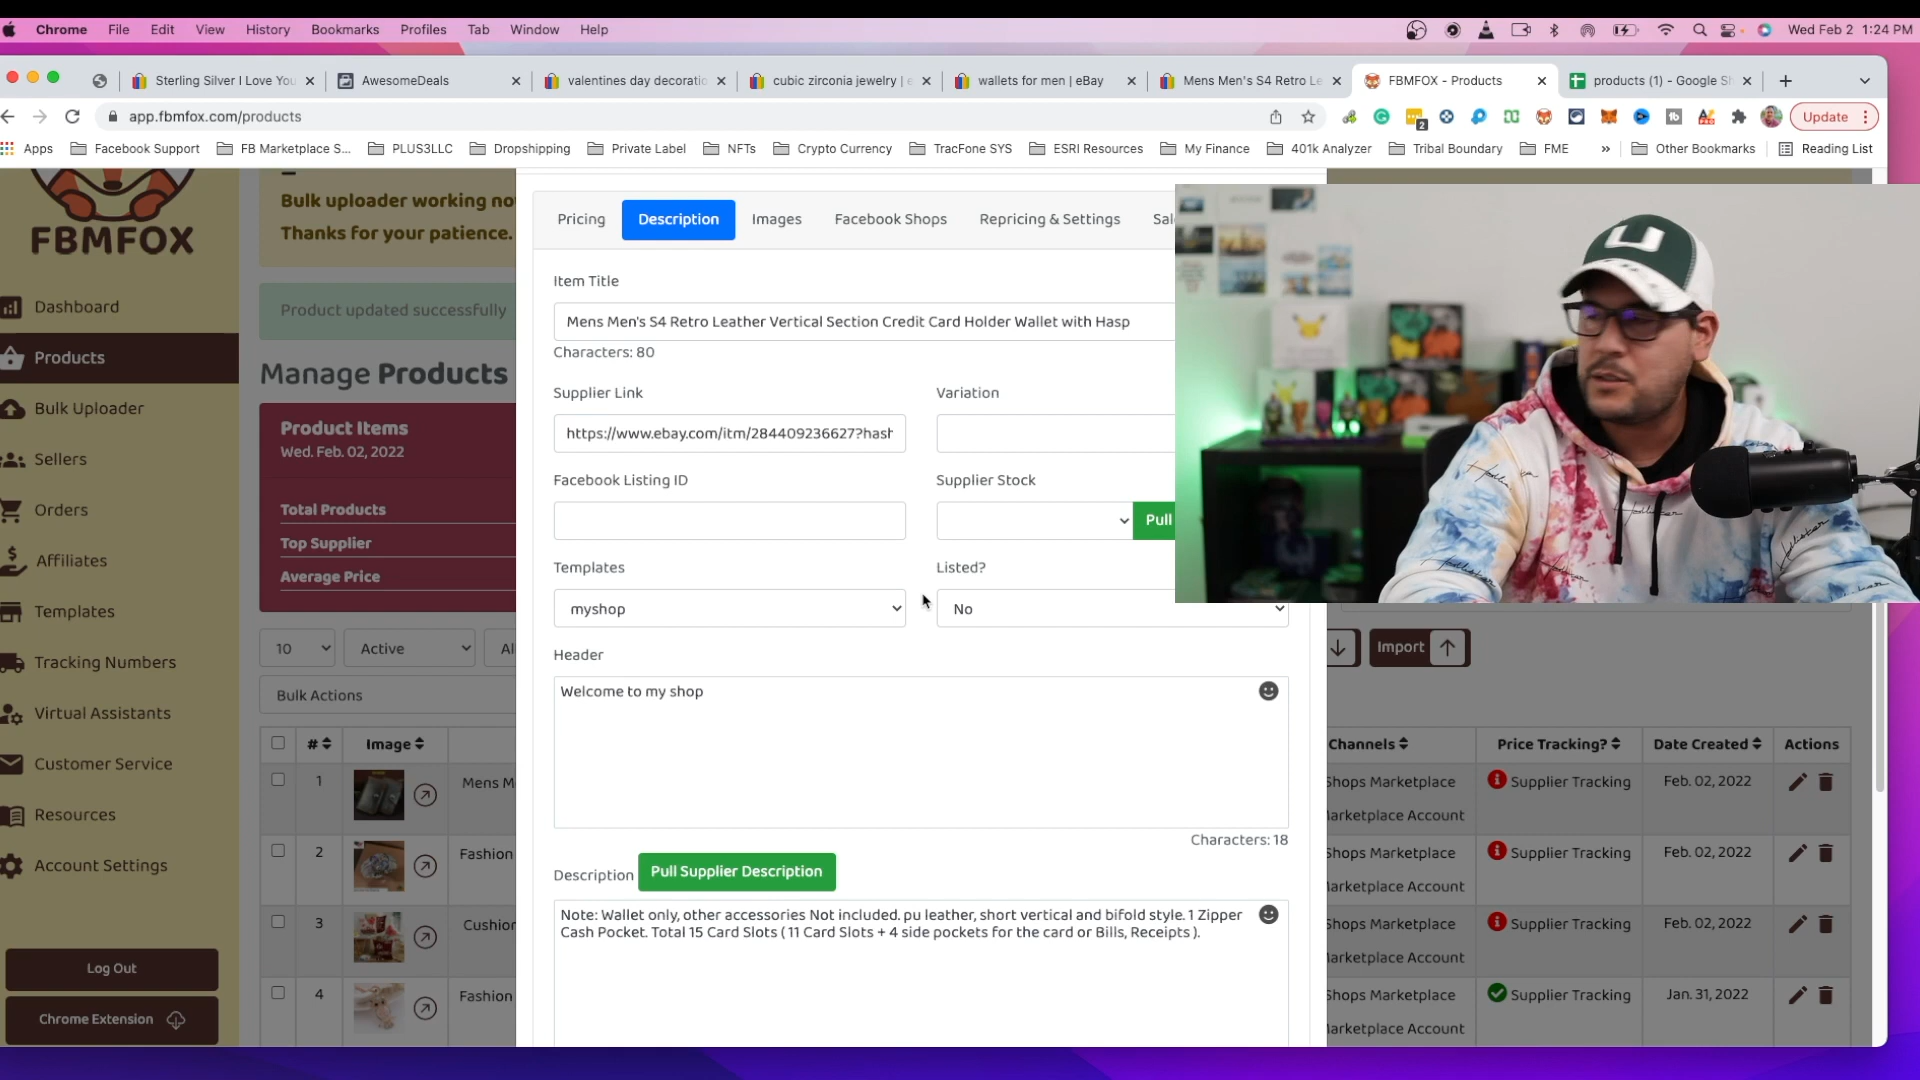 Chrome File Edit View History Bookmarks Profiles Tab Window Help Wed Feb 2 1:24 PM
Sterling Silver I Love You
AwesomeDeals
valentines day decoratio
cubic zirconia jewelry | e
wallets for men | eBay
Mens Men's S4 Retro Le
FBMFOX - Products
products (1) - Google Sh
app.fbmfox.com/products
2
Update
Apps Facebook Support FB Marketplace S... PLUS3LLC Dropshipping Private Label NFTs Crypto Currency TracFone SYS ESRI Resources My Finance 401k Analyzer Tribal Boundary FME » Other Bookmarks Reading List
FBMFOX
Dashboard
Products
Bulk Uploader
Sellers
Orders
Affiliates
Templates
Tracking Numbers
Virtual Assistants
Customer Service
Resources
Account Settings
Log Out
Chrome Extension
Bulk uploader working no
Thanks for your patience.
Product updated successfully
Manage Products
Product Items
Wed. Feb. 02, 2022
Total Products
Top Supplier
Average Price
10
Active
Al
Bulk Actions
# Image
1 Mens M
2 Fashion
3 Cushior
4 Fashion
Pricing Description Images Facebook Shops Repricing & Settings Sal
Item Title
Mens Men's S4 Retro Leather Vertical Section Credit Card Holder Wallet with Hasp
Characters: 80
Supplier Link
Variation
https://www.ebay.com/itm/284409236627?hash
Facebook Listing ID
Supplier Stock
Pull
Templates
Listed?
myshop
No
Header
Welcome to my shop
Characters: 18
Description Pull Supplier Description
Note: Wallet only, other accessories Not included. pu leather, short vertical and bifold style. 1 Zipper
Cash Pocket. Total 15 Card Slots ( 11 Card Slots + 4 side pockets for the card or Bills, Receipts ).
Import
Channels Price Tracking? Date Created Actions
Shops Marketplace Supplier Tracking Feb. 02, 2022
Marketplace Account
Shops Marketplace Supplier Tracking Feb. 02, 2022
Marketplace Account
Shops Marketplace Supplier Tracking Feb. 02, 2022
Marketplace Account
Shops Marketplace Supplier Tracking Jan. 31, 2022
Marketplace Account
U